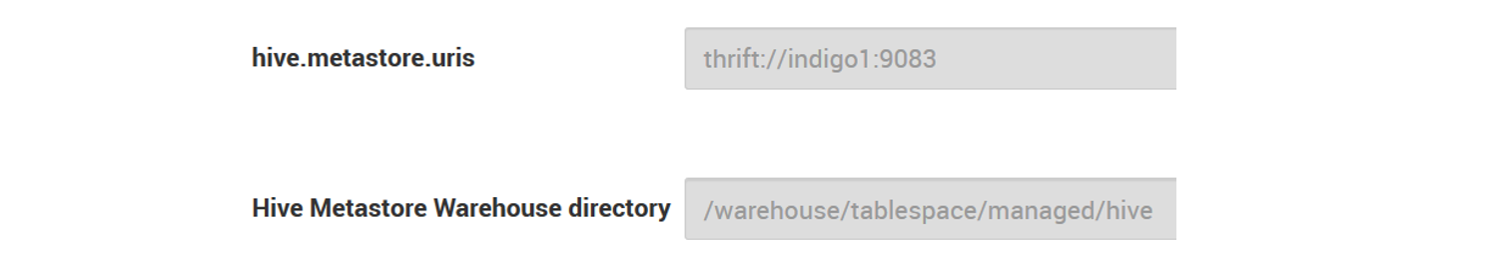 hive.metastore.uris thrift://indigo1:9083
Hive Metastore Warehouse directory /warehouse/tablespace/managed/hive